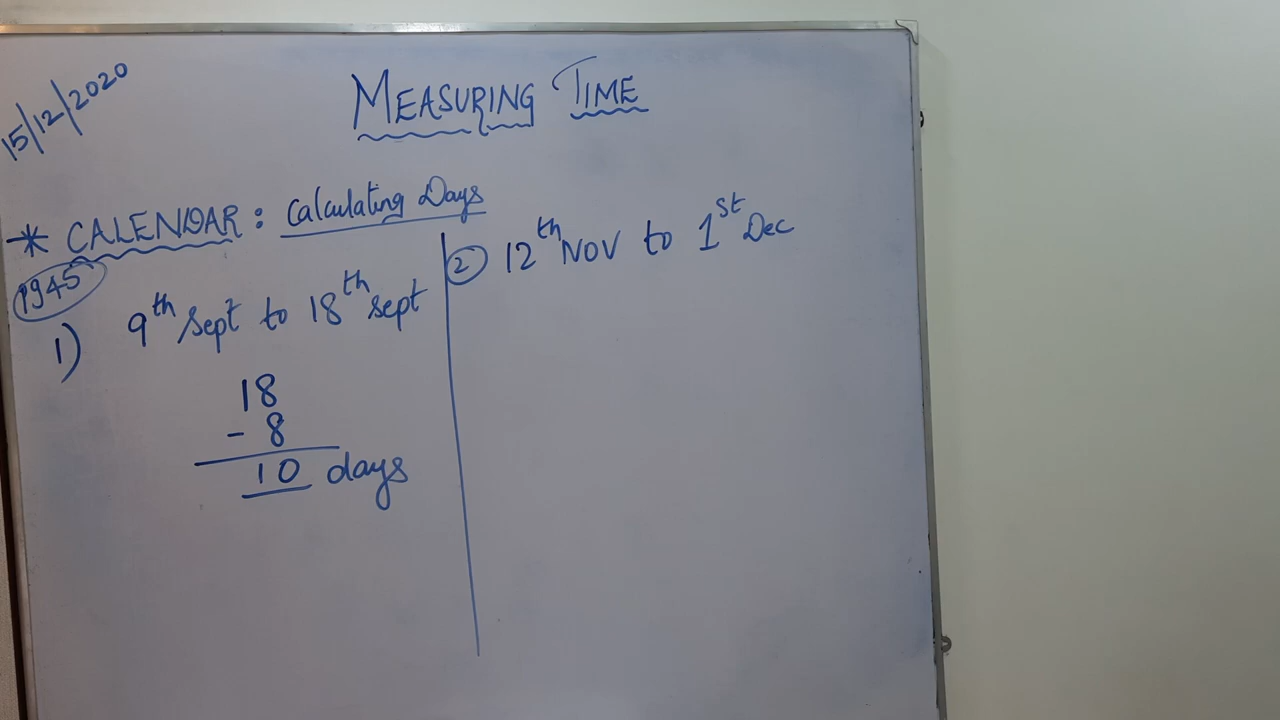 15/12/2020
MEASURING TIME
* CALENDAR: Calculating Days
1945
1) 9th Sept to 18th Sept
18
- 8
10 days
2 12th NOV to 1st Dec